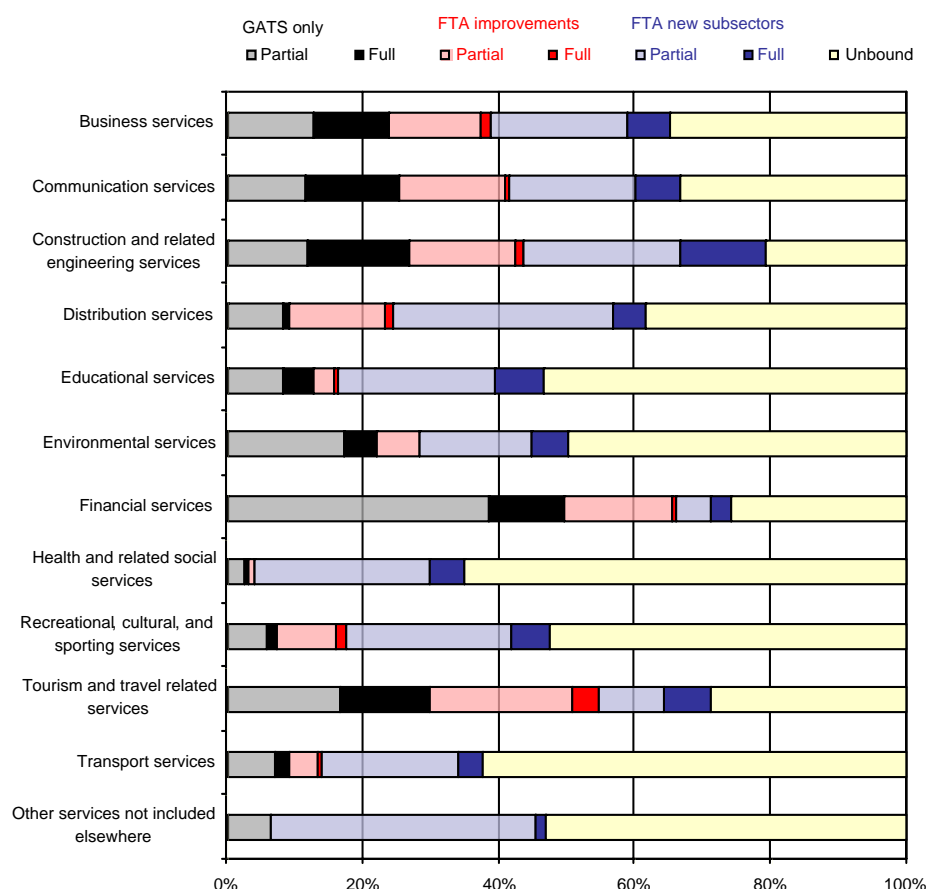 GATS only FTA improvements FTA new subsectors
Partial Full Partial Full Partial Full Unbound
Business services
Communication services
Construction and related
engineering services
Distribution services
Educational services
Environmental services
Financial services
Health and related social
services
Recreational, cultural, and
sporting services
Tourism and travel related
services
Transport services
Other services not included
elsewhere
0% 20% 40% 60% 80% 100%